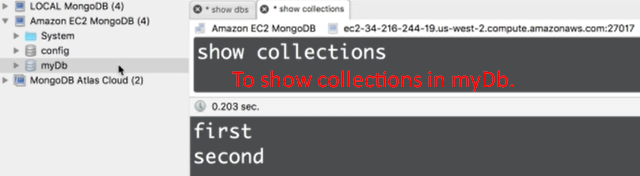 LOCAL MongoDB (4)
Amazon EC2 MongoDB (4)
System
config
myDb
MongoDB Atlas Cloud (2)
* show dbs
* show collections
Amazon EC2 MongoDB
ec2-34-216-244-19.us-west-2.compute.amazonaws.com:27017
show collections
To show collections in myDb.
0.203 sec.
first
second